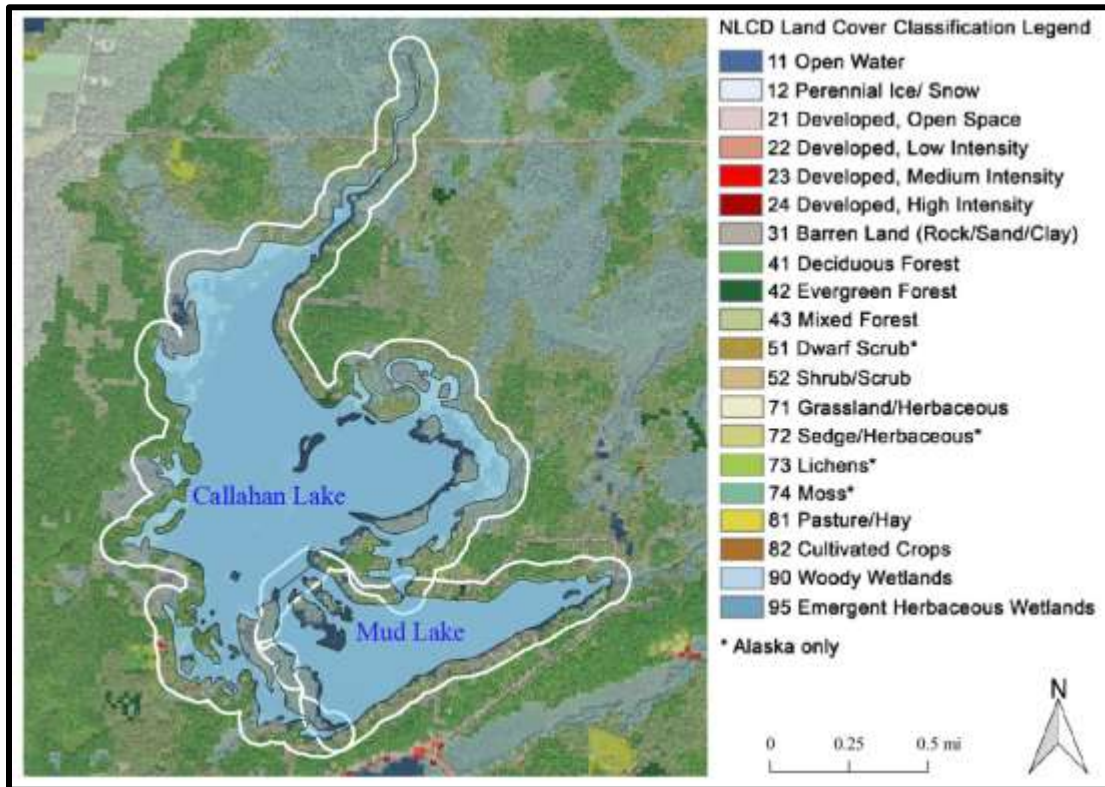 NLCD Land Cover Classification Legend
11 Open Water
12 Perennial Ice/ Snow
21 Developed, Open Space
22 Developed, Low Intensity
23 Developed, Medium Intensity
24 Developed, High Intensity
31 Barren Land (Rock/Sand/Clay)
41 Deciduous Forest
42 Evergreen Forest
43 Mixed Forest
51 Dwarf Scrub*
52 Shrub/Scrub
71 Grassland/Herbaceous
72 Sedge/Herbaceous*
73 Lichens*
74 Moss*
81 Pasture/Hay
82 Cultivated Crops
90 Woody Wetlands
95 Emergent Herbaceous Wetlands
* Alaska only
Callahan Lake
Mud Lake
N
0 0.25 0.5 mi